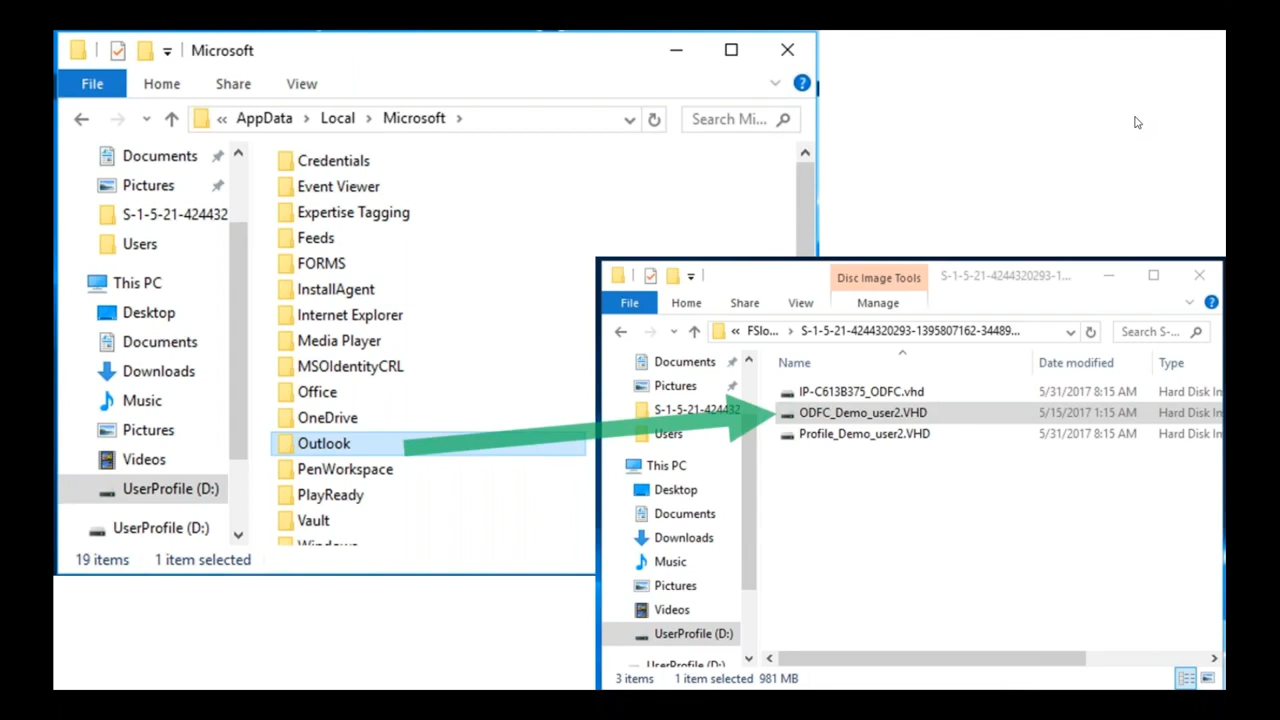 Microsoft
File Home Share View
« AppData > Local > Microsoft >
Search Mi...
Documents
Pictures
S-1-5-21-424432
Users
This PC
Desktop
Documents
Downloads
Music
Pictures
Videos
UserProfile (D:)
UserProfile (D:)
Credentials
Event Viewer
Expertise Tagging
Feeds
FORMS
InstallAgent
Internet Explorer
Media Player
MSOIdentityCRL
Office
OneDrive
Outlook
PenWorkspace
PlayReady
Vault
Windows
19 items 1 item selected
Disc Image Tools S-1-5-21-4244320293-1...
File Home Share View Manage
« FSlo... > S-1-5-21-4244320293-1395807162-34489...
Search S-...
Documents
Pictures
S-1-5-21-424432
Users
This PC
Desktop
Documents
Downloads
Music
Pictures
Videos
UserProfile (D:)
UserProfile (D:)
Name Date modified Type
IP-C613B375_ODFC.vhd 5/31/2017 8:15 AM Hard Disk In
ODFC_Demo_user2.VHD 5/15/2017 1:15 AM Hard Disk In
Profile_Demo_user2.VHD 5/31/2017 8:15 AM Hard Disk In
3 items 1 item selected 981 MB